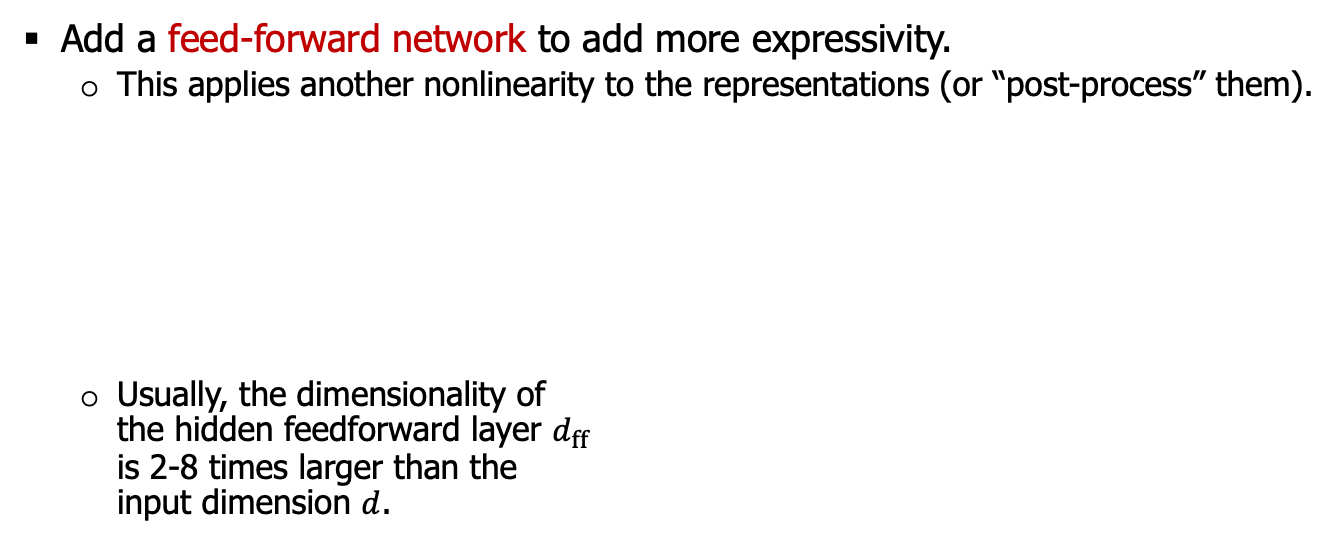 ▪ Add a feed-forward network to add more expressivity.
○ This applies another nonlinearity to the representations (or “post-process” them).
○ Usually, the dimensionality of
the hidden feedforward layer d_ff
is 2-8 times larger than the
input dimension d.